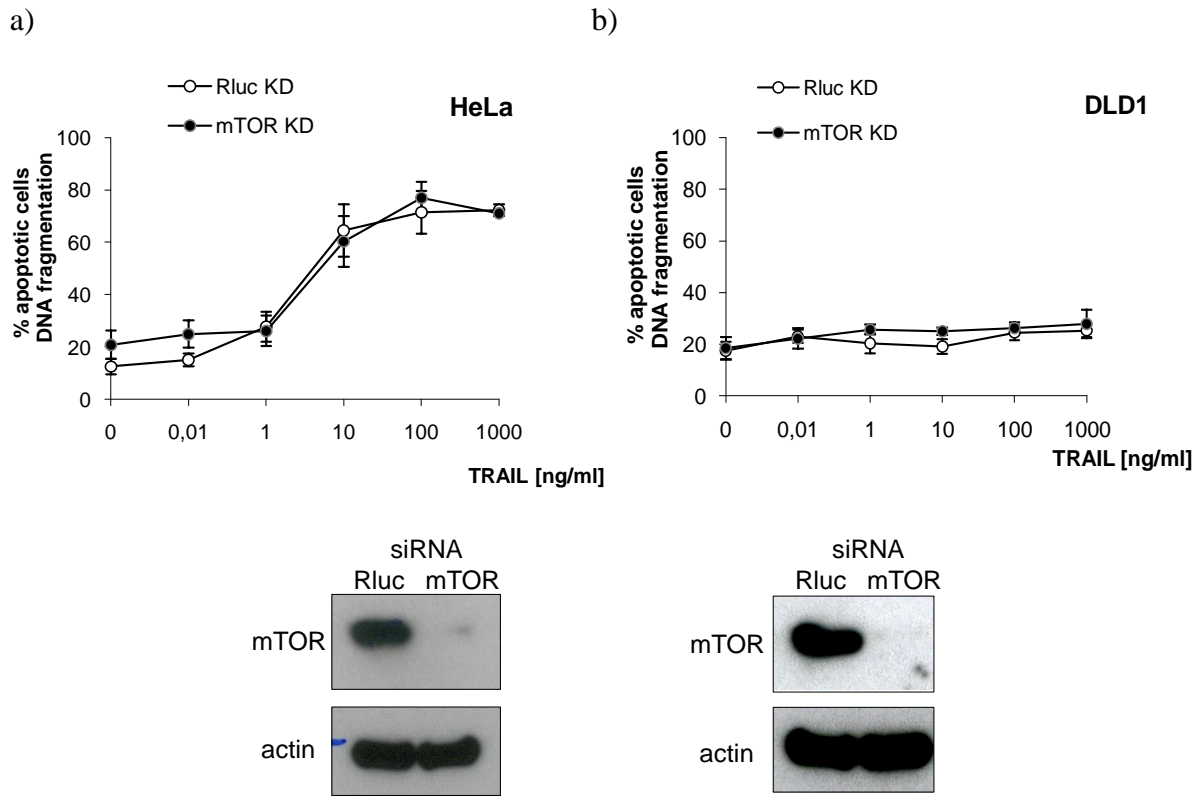 a)
Rluc KD
mTOR KD
HeLa
% apoptotic cells
DNA fragmentation
100
80
60
40
20
0
0 0,01 1 10 100 1000
TRAIL [ng/ml]
siRNA
Rluc mTOR
mTOR
actin
b)
Rluc KD
mTOR KD
DLD1
% apoptotic cells
DNA fragmentation
100
80
60
40
20
0
0 0,01 1 10 100 1000
TRAIL [ng/ml]
siRNA
Rluc mTOR
mTOR
actin